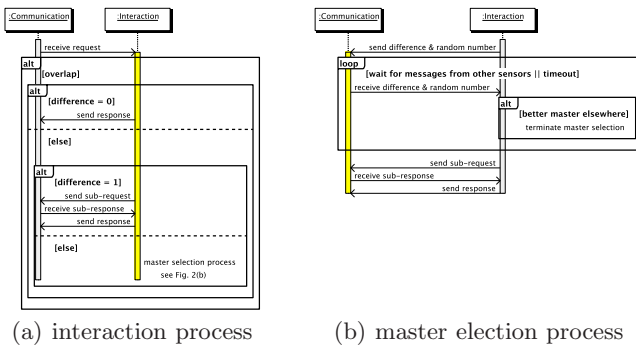 :Communication
:Interaction
receive request
alt
[overlap]
alt
[difference = 0]
send response
[else]
alt
[difference = 1]
send sub-request
receive sub-response
send response
[else]
master selection process
see Fig. 2(b)
(a) interaction process
:Communication
:Interaction
send difference & random number
loop
[wait for messages from other sensors || timeout]
receive difference & random number
alt
[better master elsewhere]
terminate master selection
send sub-request
receive sub-response
send response
(b) master election process